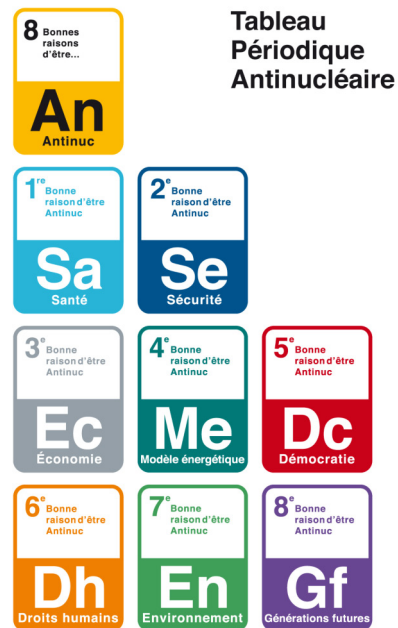 8 Bonnes
raisons
d'être...
An
Antinuc
Tableau
Périodique
Antinucléaire
1re Bonne
raison d'être
Antinuc
Sa
Santé
2e Bonne
raison d'être
Antinuc
Se
Sécurité
3e Bonne
raison d'être
Antinuc
Ec
Économie
4e Bonne
raison d'être
Antinuc
Me
Modèle énergétique
5e Bonne
raison d'être
Antinuc
Dc
Démocratie
6e Bonne
raison d'être
Antinuc
Dh
Droits humains
7e Bonne
raison d'être
Antinuc
En
Environnement
8e Bonne
raison d'être
Antinuc
Gf
Générations futures